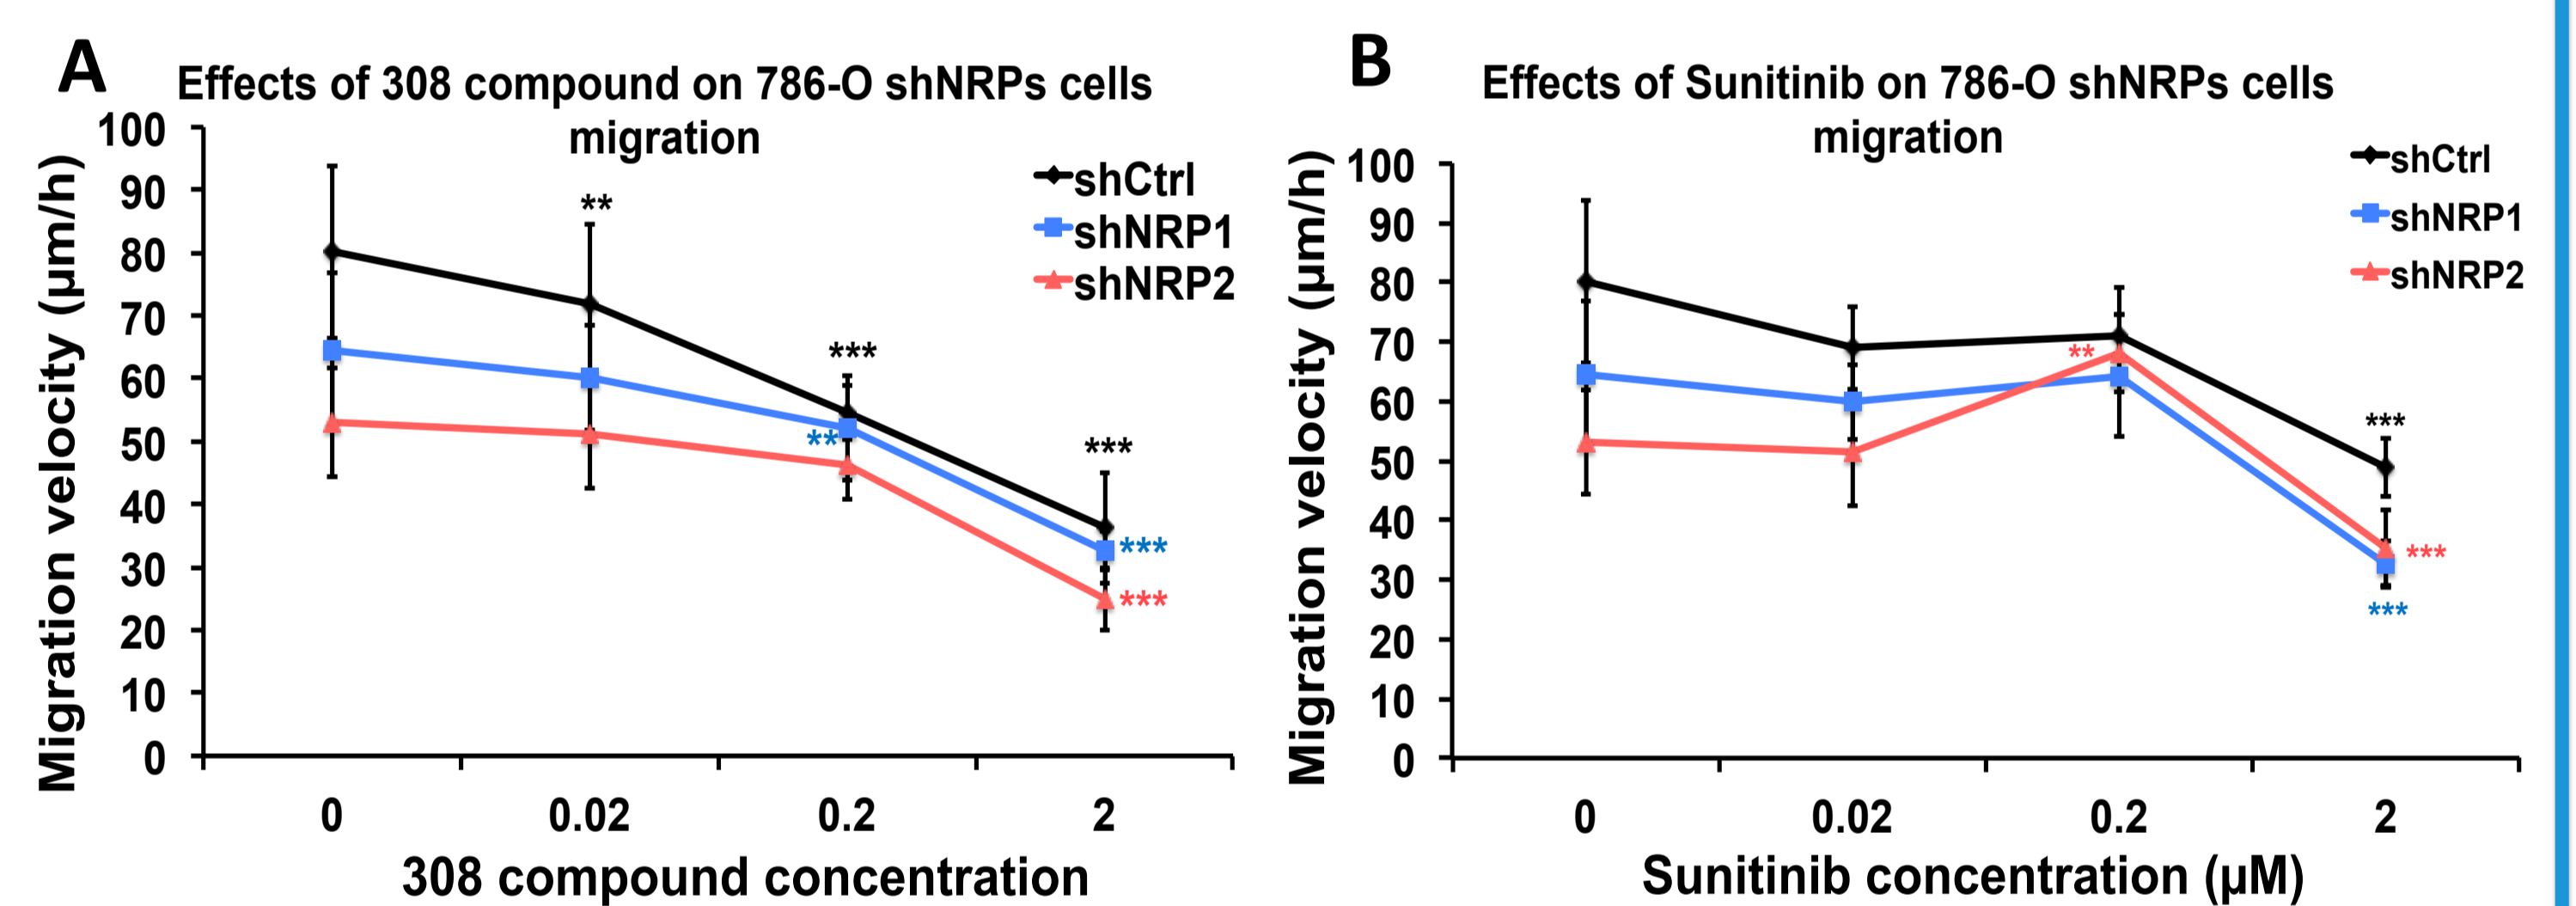 A
Effects of 308 compound on 786-O shNRPs cells
migration
100
90
80
70
60
50
40
30
20
10
0
Migration velocity (µm/h)
shCtrl
shNRP1
shNRP2
**
***
**
***
***
***
0
0.02
0.2
2
308 compound concentration
B
Effects of Sunitinib on 786-O shNRPs cells
migration
100
90
80
70
60
50
40
30
20
10
0
Migration velocity (µm/h)
shCtrl
shNRP1
shNRP2
**
***
***
***
0
0.02
0.2
2
Sunitinib concentration (µM)